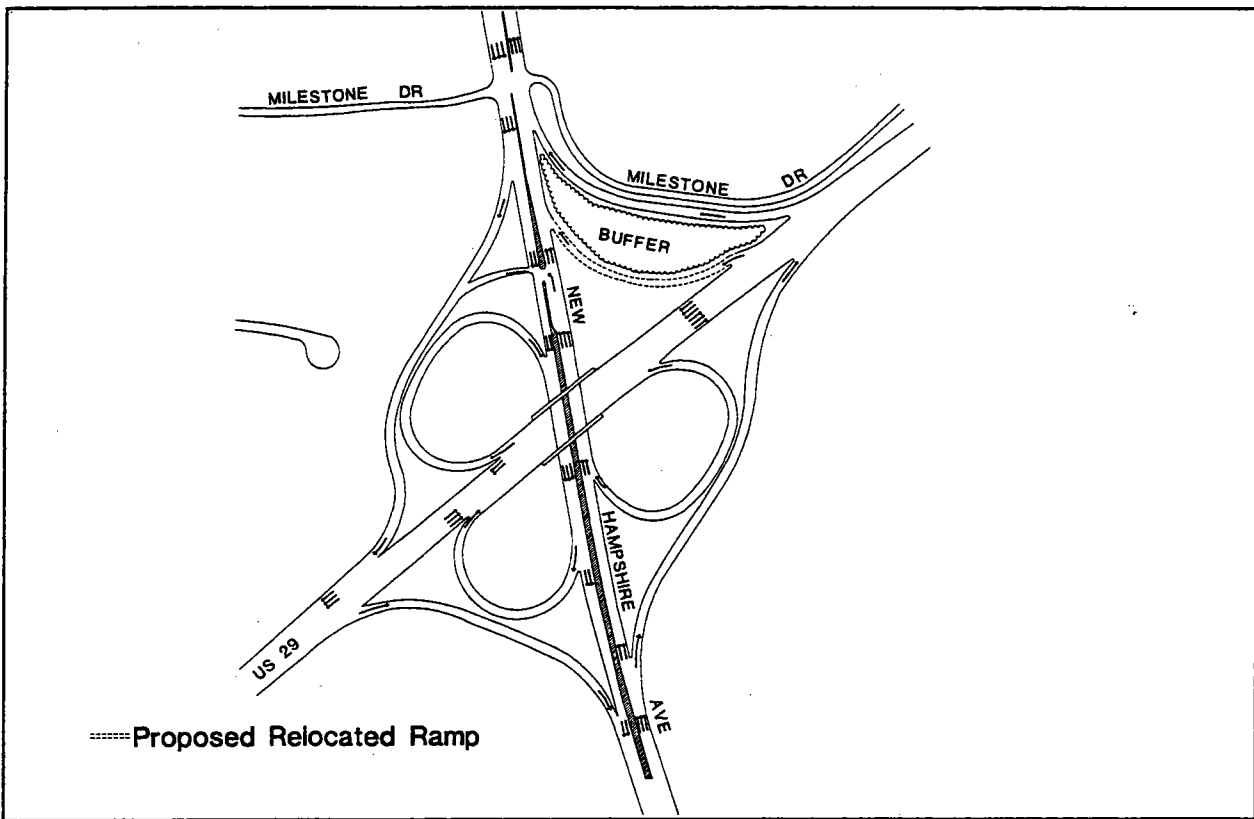 MILESTONE DR
MILESTONE DR
BUFFER
NEW
HAMPSHIRE
AVE
US 29
Proposed Relocated Ramp